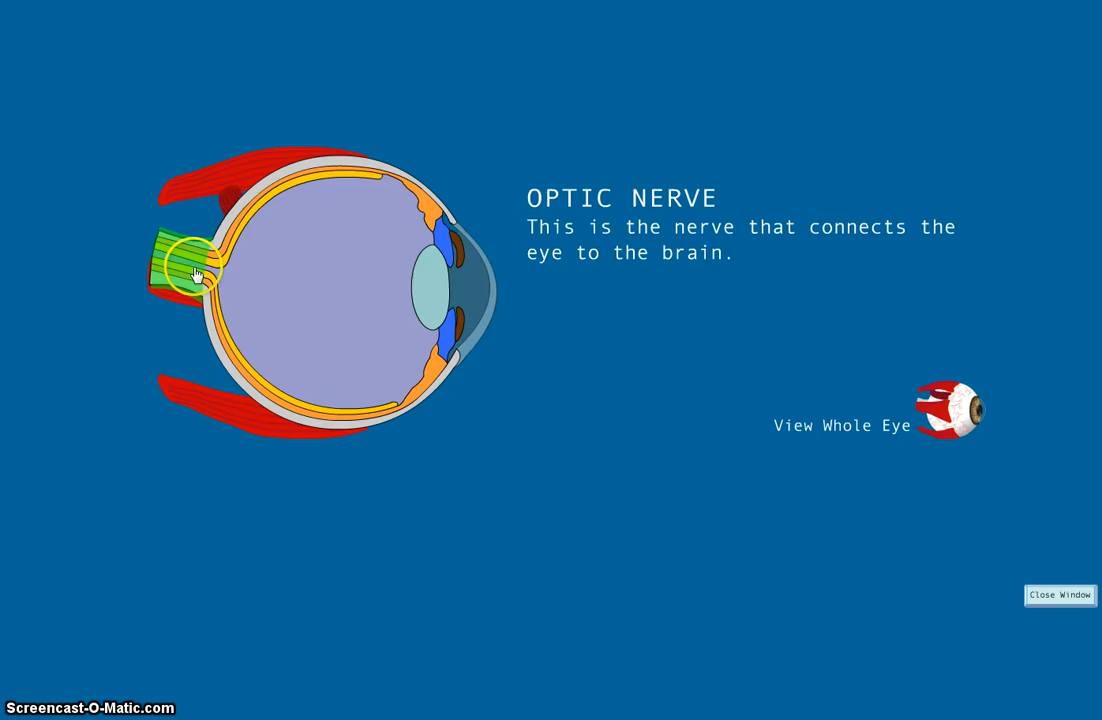 OPTIC NERVE
This is the nerve that connects the
eye to the brain.
View Whole Eye
Close Window
Screencast-O-Matic.com